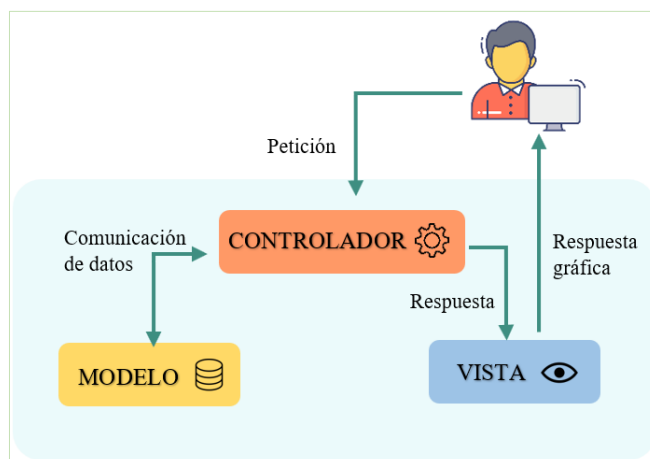 Petición
CONTROLADOR
Comunicación
de datos
Respuesta
gráfica
Respuesta
MODELO
VISTA